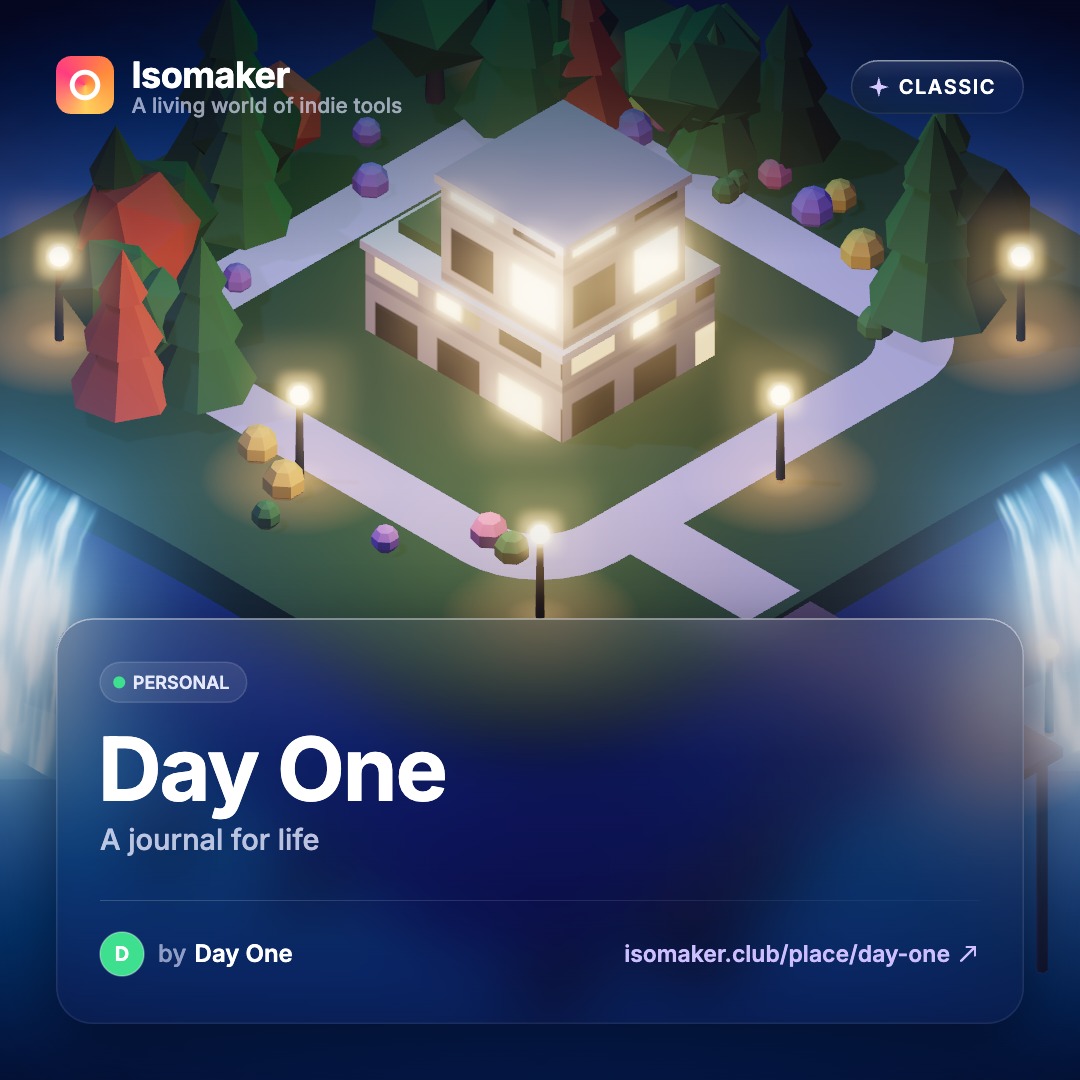 Isomaker
A living world of indie tools
CLASSIC
PERSONAL
Day One
A journal for life
D
by Day One
isomaker.club/place/day-one ↗